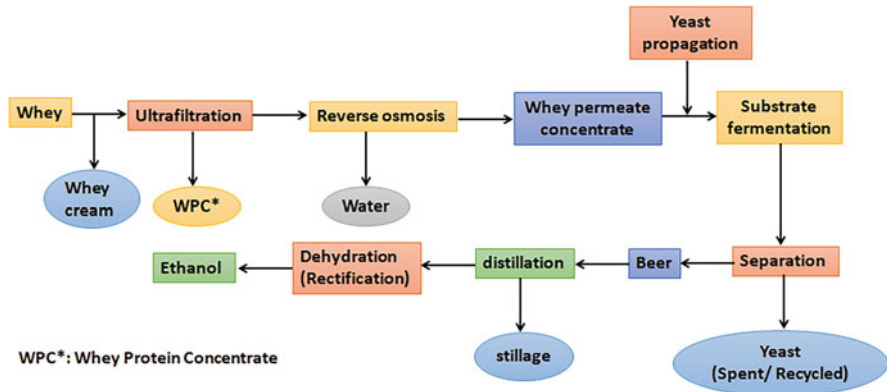 Yeast
propagation
Whey
Ultrafiltration
Reverse osmosis
Whey permeate
concentrate
Substrate
fermentation
Whey
cream
WPC*
Water
Ethanol
Dehydration
(Rectification)
distillation
Beer
Separation
stillage
Yeast
(Spent/ Recycled)
WPC*: Whey Protein Concentrate